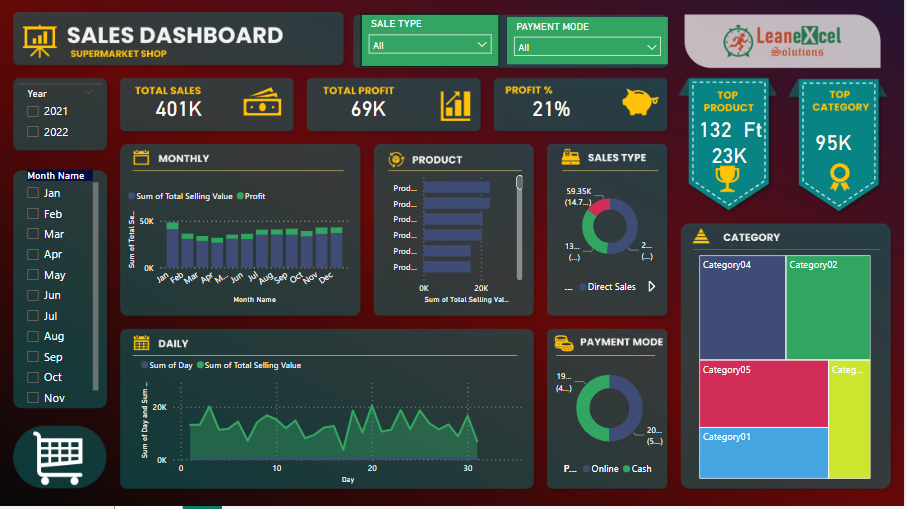 SALES DASHBOARD
SUPERMARKET SHOP
SALE TYPE
All
PAYMENT MODE
All
LeaneXcel
Solutions
Year
2021
2022
TOTAL SALES
401K
TOTAL PROFIT
69K
PROFIT %
21%
TOP
PRODUCT
132 Ft
23K
TOP
CATEGORY
95K
Month Name
Jan
Feb
Mar
Apr
May
Jun
Jul
Aug
Sep
Oct
Nov
MONTHLY
Sum of Total Selling Value Profit
Sum of Total Se...
50K
0K
Jan Feb Mar Apr M... Jun Jul Aug Sep Oct Nov Dec
Month Name
PRODUCT
Prod...
Prod...
Prod...
Prod...
Prod...
Prod...
0K 20K
Sum of Total Selling Val...
SALES TYPE
59.35K
(14.7...)
13...
(...)
2...
(...)
... Direct Sales
CATEGORY
Category04
Category02
Category05
Categ...
Category01
DAILY
Sum of Day Sum of Total Selling Value
Sum of Day and Sum ...
20K
0K
0 10 20 30
Day
PAYMENT MODE
19...
(4...)
20...
(5...)
P... Online Cash